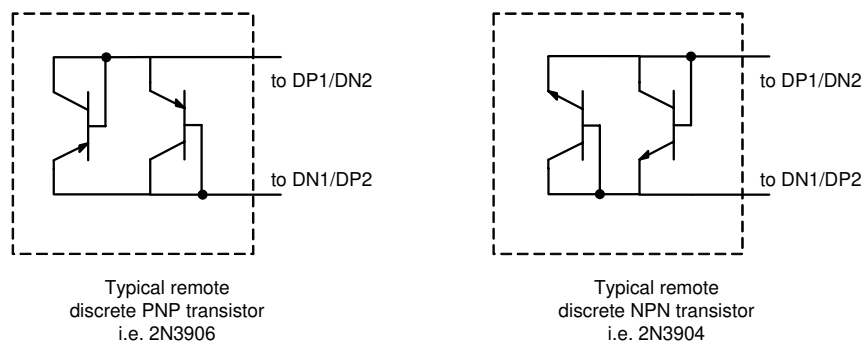 to DP1/DN2
to DN1/DP2
Typical remote
discrete PNP transistor
i.e. 2N3906
to DP1/DN2
to DN1/DP2
Typical remote
discrete NPN transistor
i.e. 2N3904